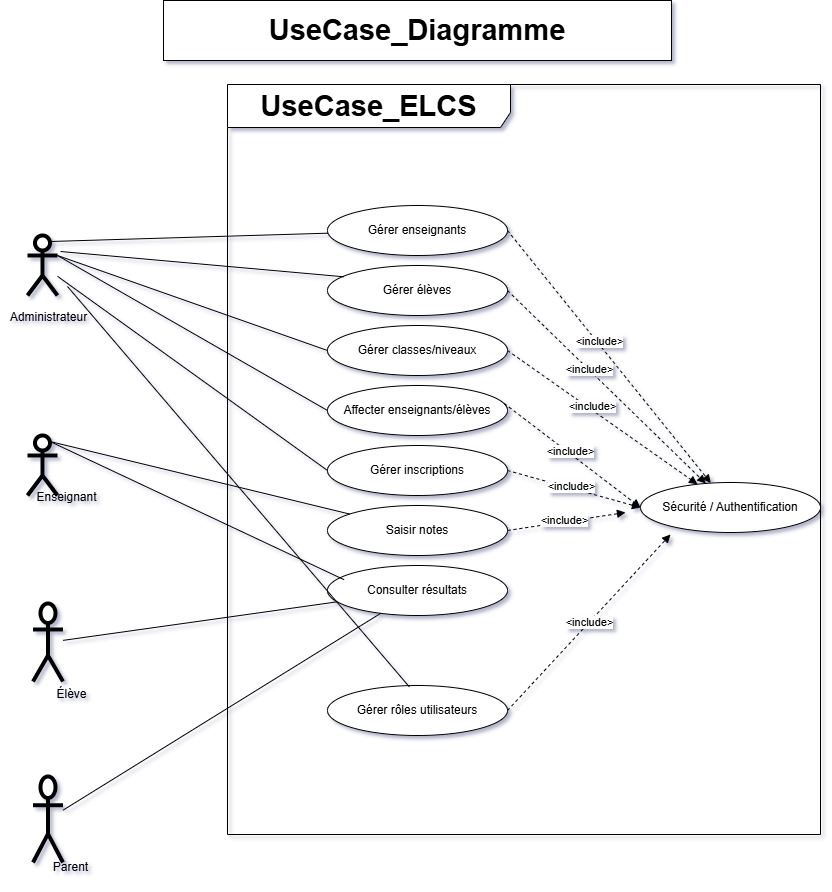 UseCase_Diagramme
UseCase_ELCS
Gérer enseignants
Administrateur
Gérer élèves
<include>
Gérer classes/niveaux
<include>
<include>
Affecter enseignants/élèves
<include>
Gérer inscriptions
<include>
Enseignant
Sécurité / Authentification
<include>
Saisir notes
Consulter résultats
<include>
Élève
Gérer rôles utilisateurs
Parent